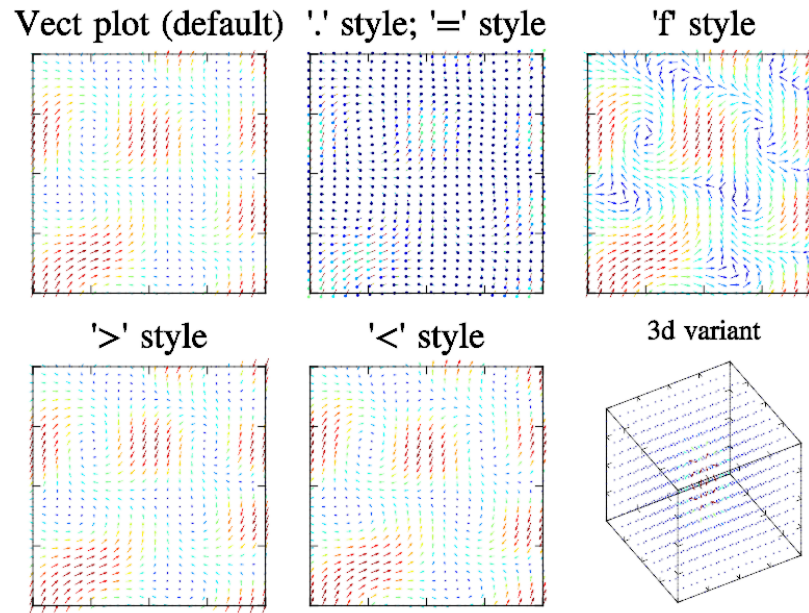 Vect plot (default)
'.' style; '=' style
'f' style
'>' style
'<' style
3d variant